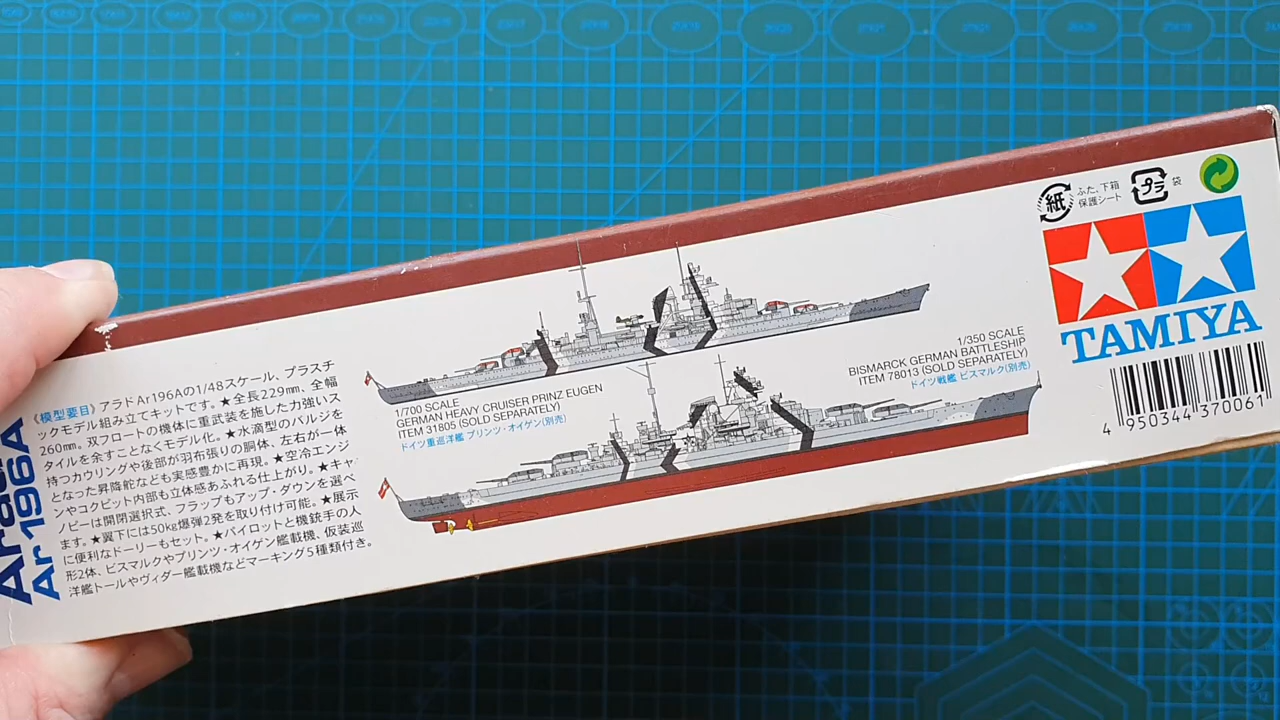 Arado
Ar 196A
《模型要目》アラドAr196Aの1/48スケール、プラスチ
ックモデル組み立てキットです。★全長229mm、全幅
260mm。双フロートの機体に重武装を施した力強いス
タイルを余すことなくモデル化。★水滴型のバルジを
持つカウリングや後部が羽布張りの胴体、左右が一体
となった昇降舵なども実感豊かに再現。★空冷エンジ
ンやコクピット内部も立体感あふれる仕上がり。★キャ
ノピーは開閉選択式、フラップもアップ・ダウンを選べ
ます。★翼下には50kg爆弾2発を取り付け可能。★展示
に便利なドーリーもセット。★パイロットと機銃手の人
形2体、ビスマルクやプリンツ・オイゲン艦載機、仮装巡
洋艦トールやヴィダー艦載機などマーキング5種類付き。
1/700 SCALE
GERMAN HEAVY CRUISER PRINZ EUGEN
ITEM 31805 (SOLD SEPARATELY)
ドイツ重巡洋艦 プリンツ・オイゲン(別売)
1/350 SCALE
BISMARCK GERMAN BATTLESHIP
ITEM 78013 (SOLD SEPARATELY)
ドイツ戦艦 ビスマルク(別売)
紙
ふた、下箱
保護シート
プラ
袋
TAMIYA
4 950344 370061